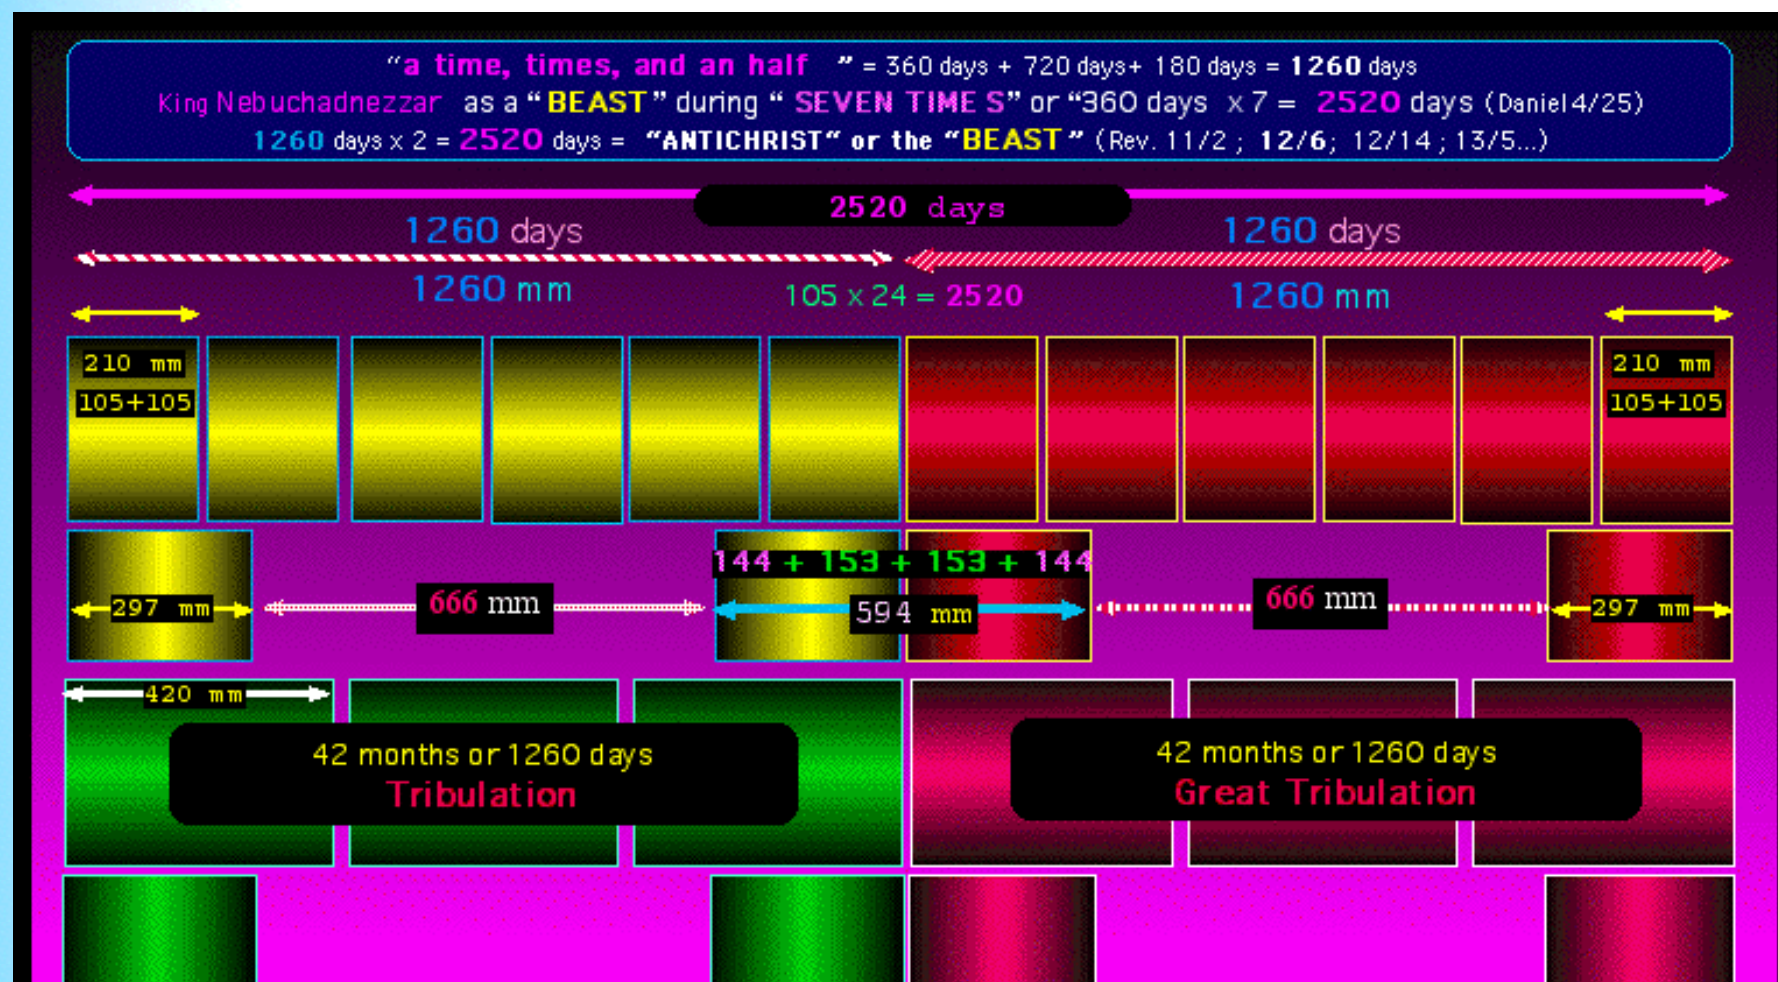 “a time, times, and an half ” = 360 days + 720 days+ 180 days = 1260 days
King Nebuchadnezzar as a “BEAST” during “ SEVEN TIME S” or “360 days x 7 = 2520 days (Daniel 4/25)
1260 days x 2 = 2520 days = “ANTICHRIST“ or the “BEAST ” (Rev. 11/2 ; 12/6; 12/14 ; 13/5...)
2520 days
1260 days
1260 days
1260 mm
105 x 24 = 2520
1260 mm
210 mm
105+105
210 mm
105+105
144 + 153 + 153 + 144
297 mm
666 mm
594 mm
666 mm
297 mm
420 mm
42 months or 1260 days
Tribulation
42 months or 1260 days
Great Tribulation